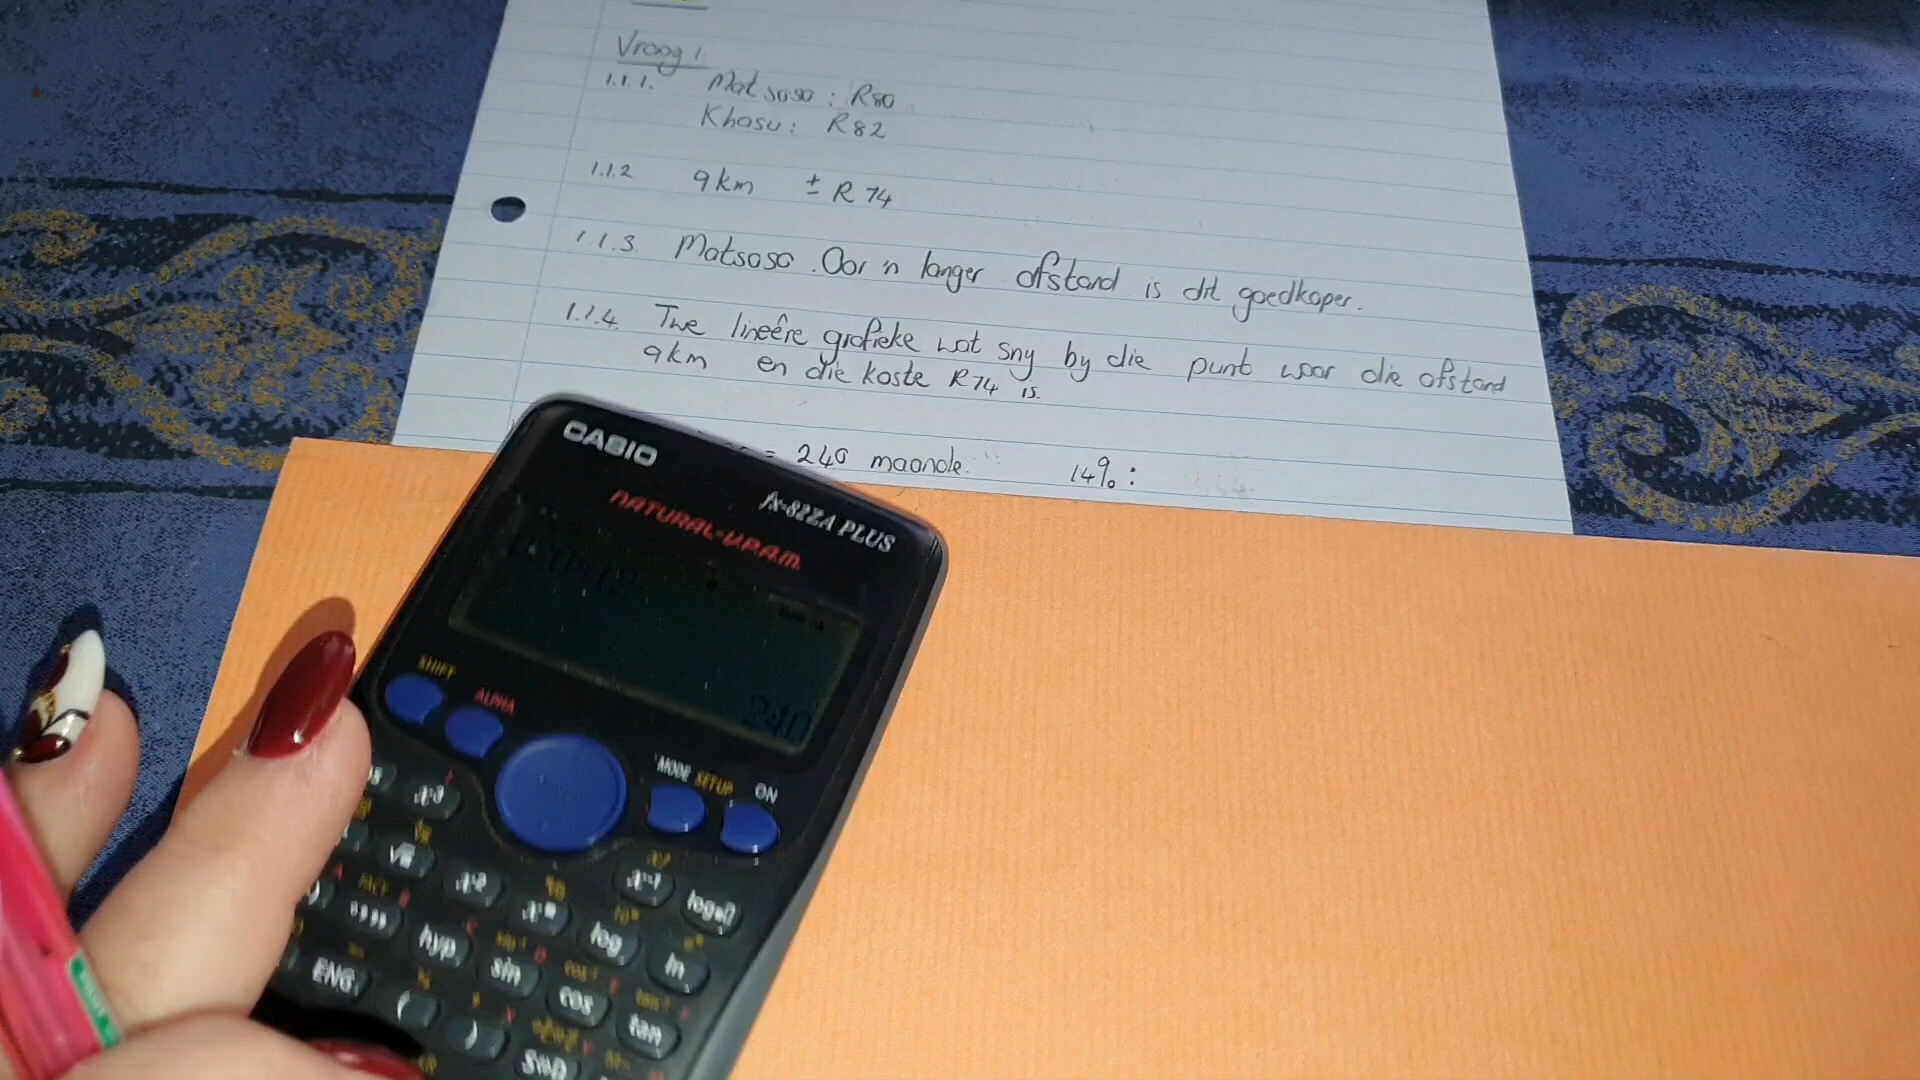 Vraag 1
1.1.1. Matsoso : R80
Khasu : R82
1.1.2 9km ± R74
1.1.3. Matsoso. Oor 'n langer afstand is dit goedkoper.
1.1.4. Twe lineêre grafieke wat sny by die punt waar die afstand
9km en die koste R74 is.
= 240 maande. 14% :
CASIO
fx-82ZA PLUS
NATURAL-V.P.A.M.
240
SHIFT
ALPHA
MODE SETUP ON
log
hyp
ln
ENG
sin
cos
(
)
tan
S⇔D